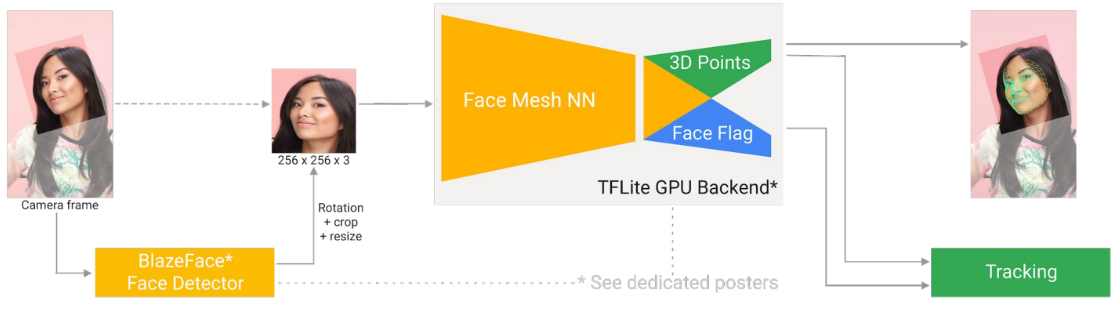 Face Mesh NN
3D Points
Face Flag
TFLite GPU Backend*
256 x 256 x 3
Camera frame
Rotation
+ crop
+ resize
BlazeFace*
Face Detector
* See dedicated posters
Tracking